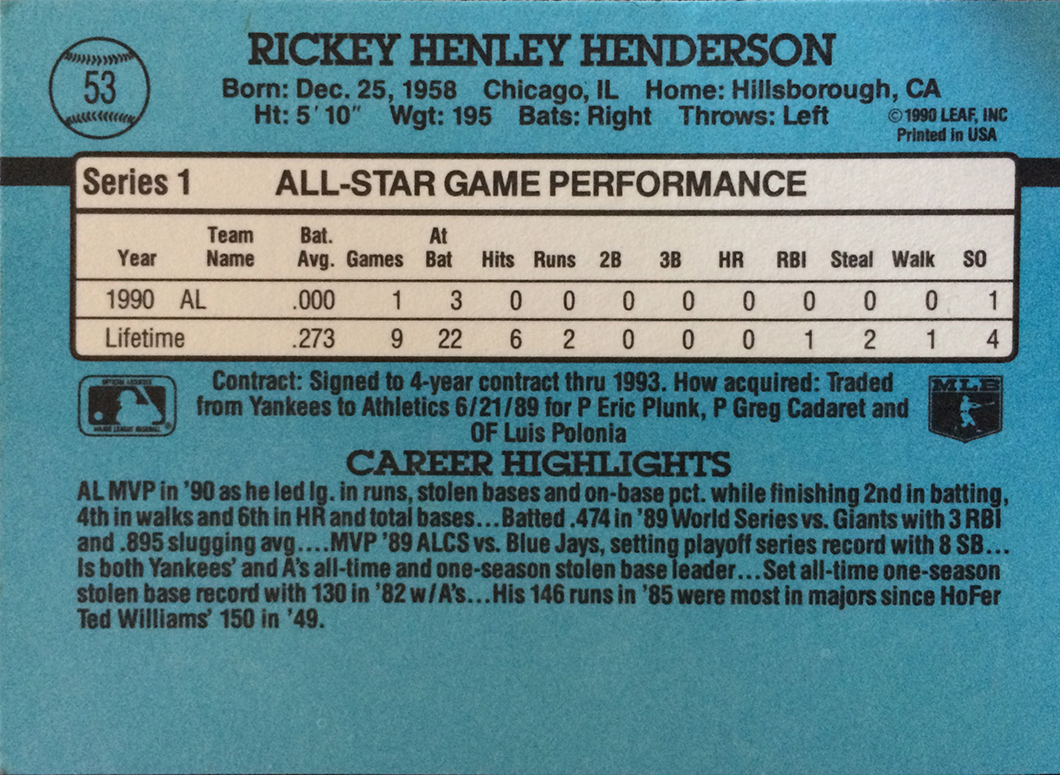 53
RICKEY HENLEY HENDERSON
Born: Dec. 25, 1958 Chicago, IL Home: Hillsborough, CA
Ht: 5' 10" Wgt: 195 Bats: Right Throws: Left
©1990 LEAF, INC
Printed in USA
Series 1 ALL-STAR GAME PERFORMANCE
Year Team Name Bat. Avg. Games At Bat Hits Runs 2B 3B HR RBI Steal Walk SO
1990 AL .000 1 3 0 0 0 0 0 0 0 0 1
Lifetime .273 9 22 6 2 0 0 0 1 2 1 4
MLB
Contract: Signed to 4-year contract thru 1993. How acquired: Traded
from Yankees to Athletics 6/21/89 for P Eric Plunk, P Greg Cadaret and
OF Luis Polonia
CAREER HIGHLIGHTS
AL MVP in '90 as he led lg. in runs, stolen bases and on-base pct. while finishing 2nd in batting,
4th in walks and 6th in HR and total bases...Batted .474 in '89 World Series vs. Giants with 3 RBI
and .895 slugging avg....MVP '89 ALCS vs. Blue Jays, setting playoff series record with 8 SB...
Is both Yankees' and A's all-time and one-season stolen base leader...Set all-time one-season
stolen base record with 130 in '82 w/A's...His 146 runs in '85 were most in majors since HoFer
Ted Williams' 150 in '49.